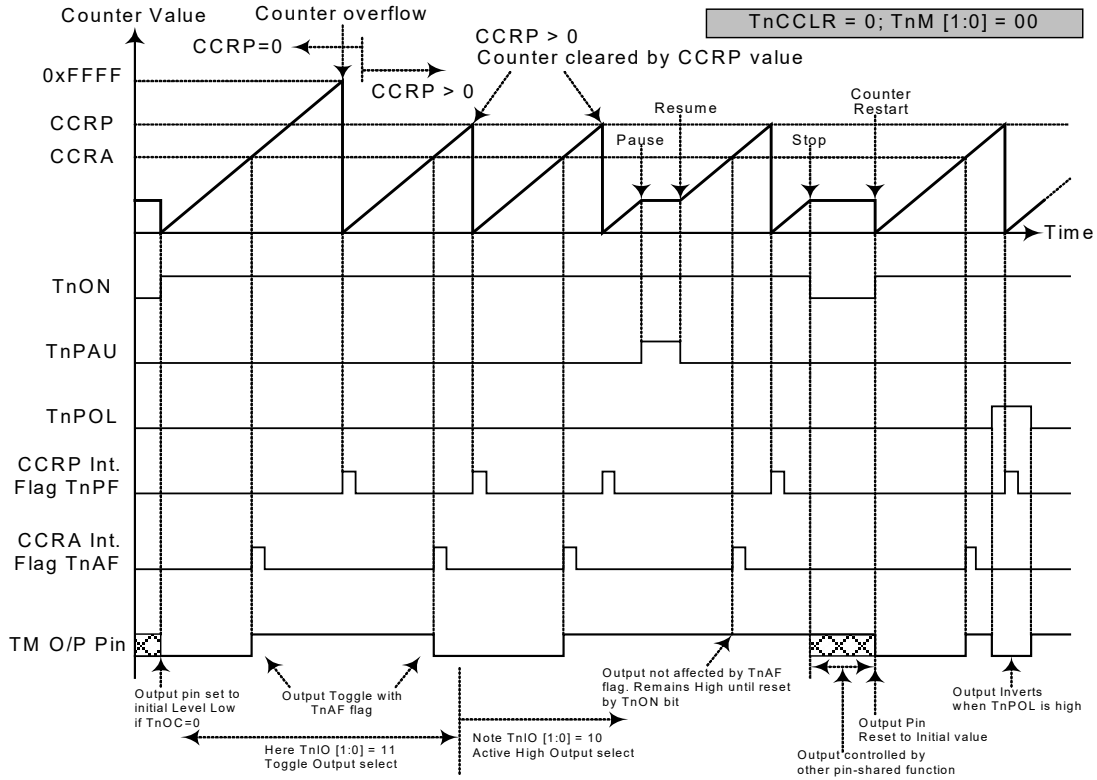 Counter Value
Counter overflow
TnCCLR = 0; TnM [1:0] = 00
CCRP=0
CCRP > 0
CCRP > 0
Counter cleared by CCRP value
0xFFFF
CCRP
CCRA
Pause
Resume
Stop
Counter
Restart
Time
TnON
TnPAU
TnPOL
CCRP Int.
Flag TnPF
CCRA Int.
Flag TnAF
TM O/P Pin
Output pin set to
initial Level Low
if TnOC=0
Output Toggle with
TnAF flag
Here TnIO [1:0] = 11
Toggle Output select
Note TnIO [1:0] = 10
Active High Output select
Output not affected by TnAF
flag. Remains High until reset
by TnON bit
Output controlled by
other pin-shared function
Output Pin
Reset to Initial value
Output Inverts
when TnPOL is high